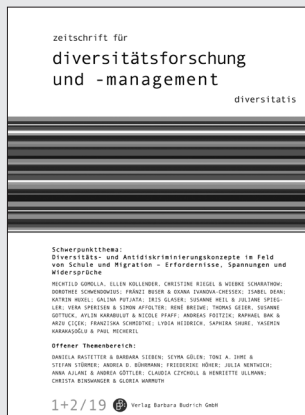 zeitschrift für
diversitätsforschung
und -management
diversitatis
Schwerpunktthema:
Diversitäts- und Antidiskriminierungskonzepte im Feld
von Schule und Migration – Erfordernisse, Spannungen und
Widersprüche
MECHTILD GOMOLLA, ELLEN KOLLENDER, CHRISTINE RIEGEL & WIEBKE SCHARATHOW;
DOROTHEE SCHWENDOWIUS; FRÄNZI BUSER & OXANA IVANOVA-CHESSEX; ISABEL DEAN;
KATRIN HUXEL; GALINA PUTJATA; IRIS GLASER; SUSANNE HEIL & JULIANE SPIEG-
LER; VERA SPERISEN & SIMON AFFOLTER; RENÉ BREIWE; THOMAS GEIER, SUSANNE
GOTTUCK, AYLIN KARABULUT & NICOLE PFAFF; ANDREAS FOITZIK; RAPHAEL BAK &
ARZU ÇIÇEK; FRANZISKA SCHMIDTKE; LYDIA HEIDRICH, SAPHIRA SHURE, YASEMIN
KARAKAŞOĞLU & PAUL MECHERIL
Offener Themenbereich:
DANIELA RASTETTER & BARBARA SIEBEN; SEYMA GÜLEN; TONI A. IHME &
STEFAN STÜRMER; ANDREA D. BÜHRMANN; FRIEDERIKE HÖHER; JULIA NENTWICH;
ANNA AJLANI & ANDREA GÖTTLER; CLAUDIA CZYCHOLL & HENRIETTE ULLMANN;
CHRISTA BINSWANGER & GLORIA WARMUTH
1+2/19 Verlag Barbara Budrich GmbH